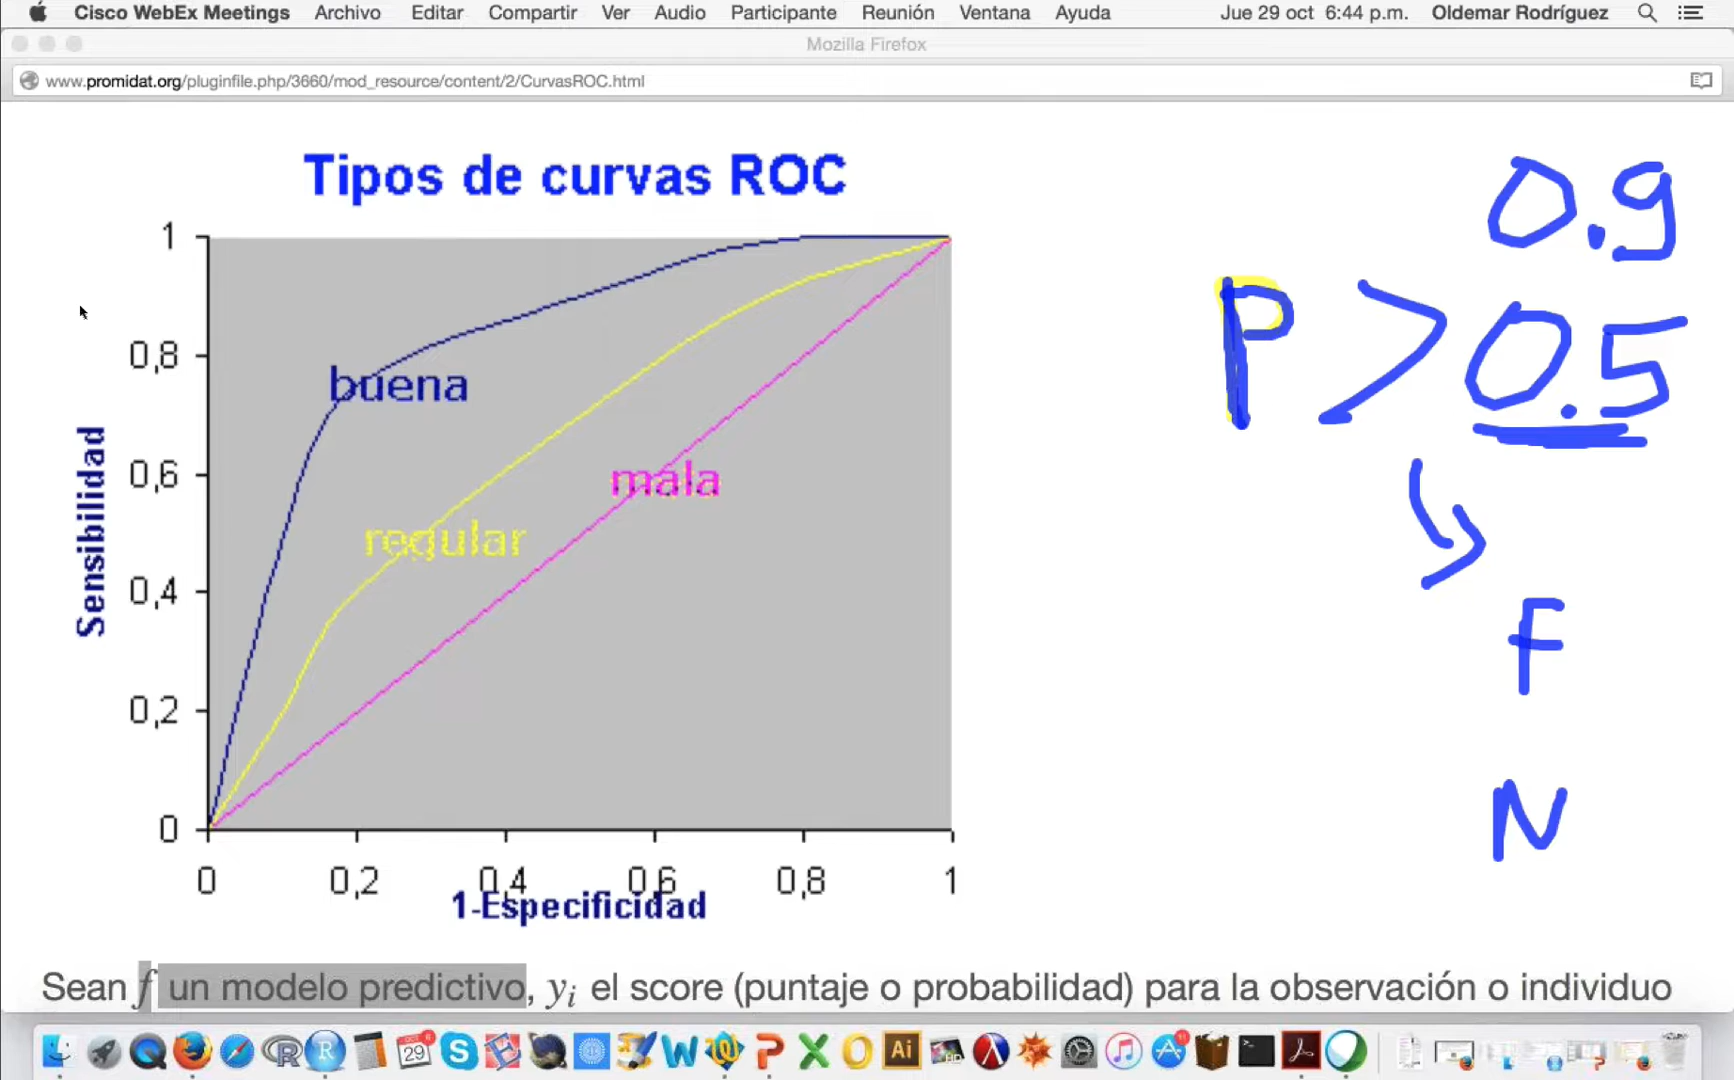 Cisco WebEx Meetings Archivo Editar Compartir Ver Audio Participante Reunión Ventana Ayuda Jue 29 oct 6:44 p.m. Oldemar Rodríguez
Mozilla Firefox
www.promidat.org/pluginfile.php/3660/mod_resource/content/2/CurvasROC.html
Tipos de curvas ROC
1
0,8
0,6
0,4
0,2
0
Sensibilidad
buena
mala
regular
0 0,2 0,4 0,6 0,8 1
1-Especificidad
0.9
P > 0.5
F
N
Sean f un modelo predictivo, yi el score (puntaje o probabilidad) para la observación o individuo
29
Ai